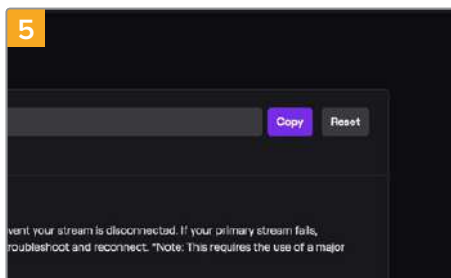 5
Copy Reset
vent your stream is disconnected. If your primary stream fails,
roubleshoot and reconnect. *Note: This requires the use of a major